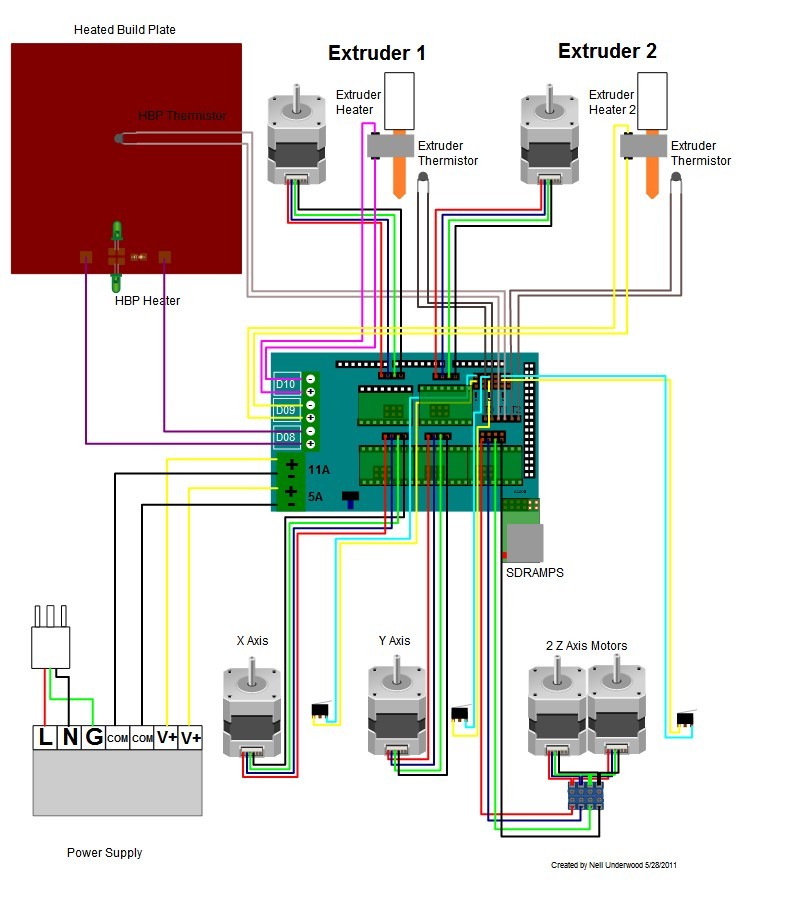 Heated Build Plate
Extruder 1
Extruder 2
Extruder
Heater
Extruder
Heater 2
HBP Thermistor
Extruder
Thermistor
Extruder
Thermistor
HBP Heater
D10
D09
D08
-
+
-
+
-
+
+
-
11A
+
-
5A
SDRAMPS
X Axis
Y Axis
2 Z Axis Motors
L N G COM COM V+ V+
Power Supply
Created by Neil Underwood 5/28/2011